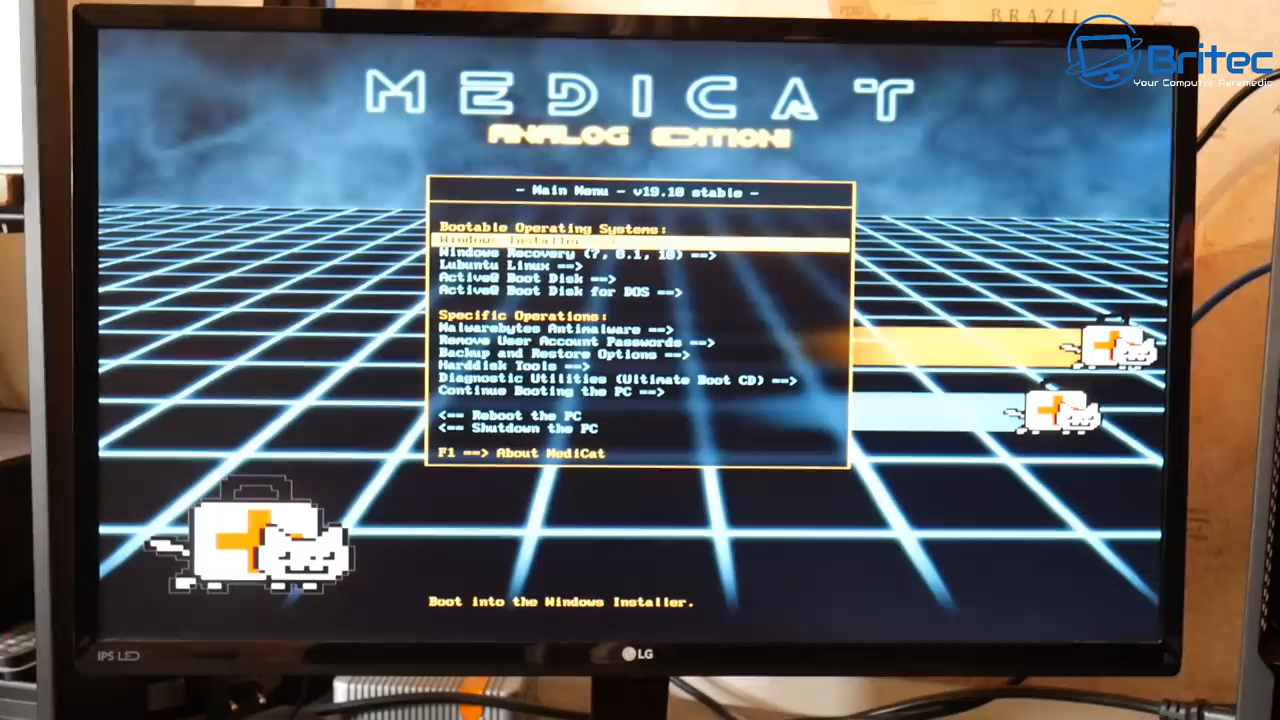 BRAZIL
Britec
Your Computer Paramedic
MEDICAT
ANALOG EDITION!
- Main Menu - v19.10 stable -
Bootable Operating Systems:
Windows Installer
Windows Recovery (7, 8.1, 10) -->
Lubuntu Linux -->
Active@ Boot Disk -->
Active@ Boot Disk for DOS -->
Specific Operations:
Malwarebytes Antimalware -->
Remove User Account Passwords -->
Backup and Restore Options -->
Harddisk Tools -->
Diagnostic Utilities (Ultimate Boot CD) -->
Continue Booting the PC -->
<-- Reboot the PC
<-- Shutdown the PC
F1 --> About MediCat
Boot into the Windows Installer.
IPS LED
LG